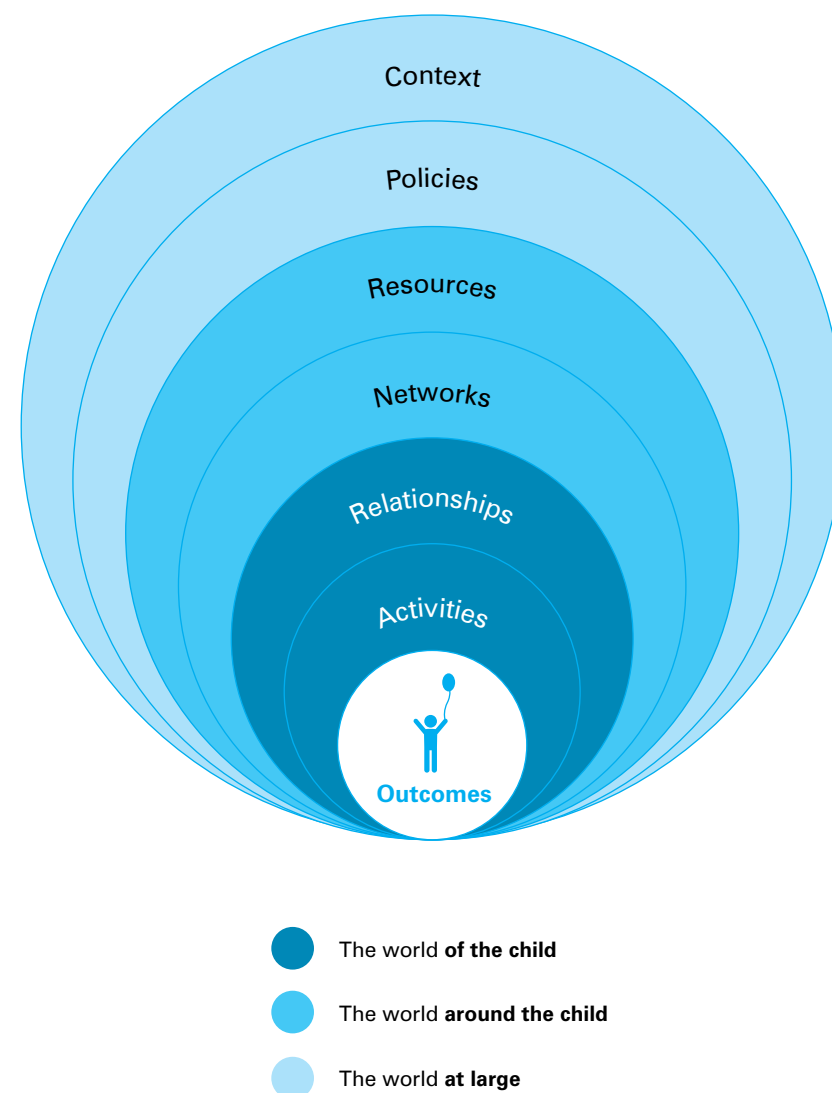 Context
Policies
Resources
Networks
Relationships
Activities
Outcomes
The world of the child
The world around the child
The world at large